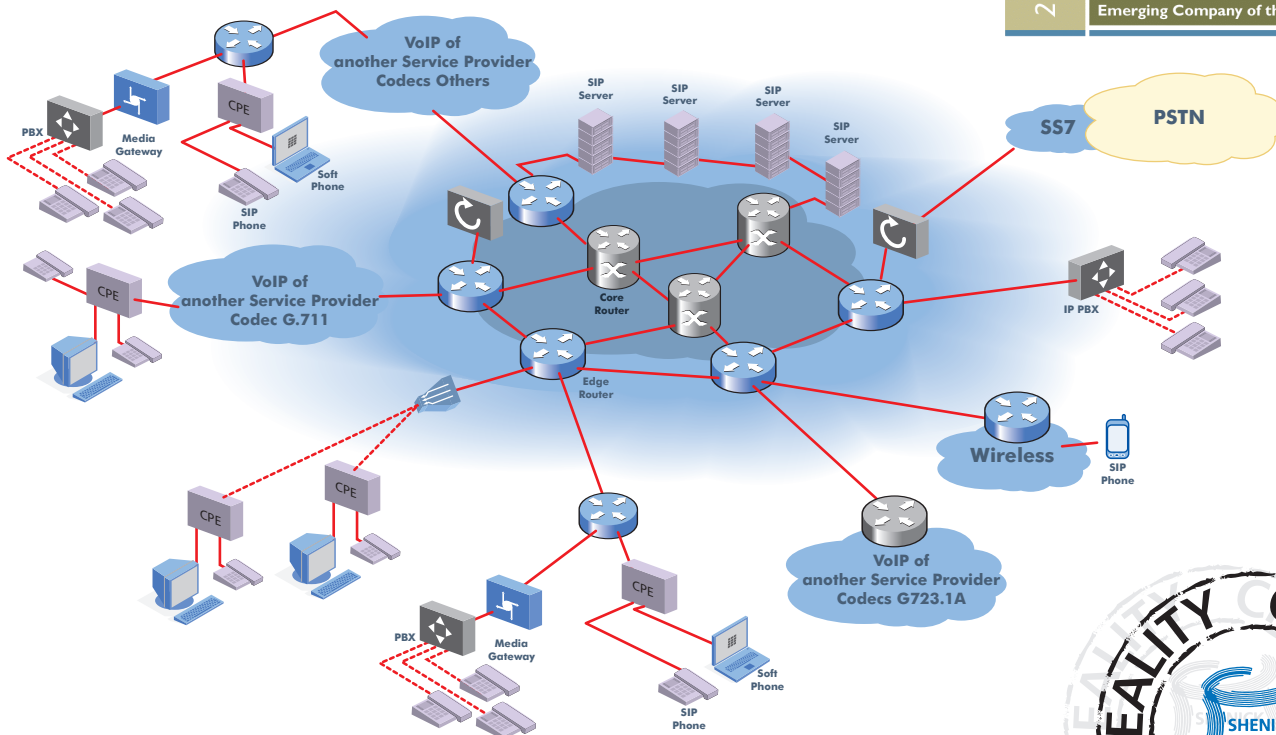 2
Emerging Company of th
VoIP of
another Service Provider
Codecs Others
SIP
Server
SIP
Server
SIP
Server
SIP
Server
SS7
PSTN
CPE
PBX
Media
Gateway
Soft
Phone
SIP
Phone
CPE
VoIP of
another Service Provider
Codec G.711
Core
Router
IP PBX
Edge
Router
Wireless
SIP
Phone
CPE
CPE
VoIP of
another Service Provider
Codecs G723.1A
CPE
PBX
Media
Gateway
Soft
Phone
SIP
Phone
EALITY CO
SHENI